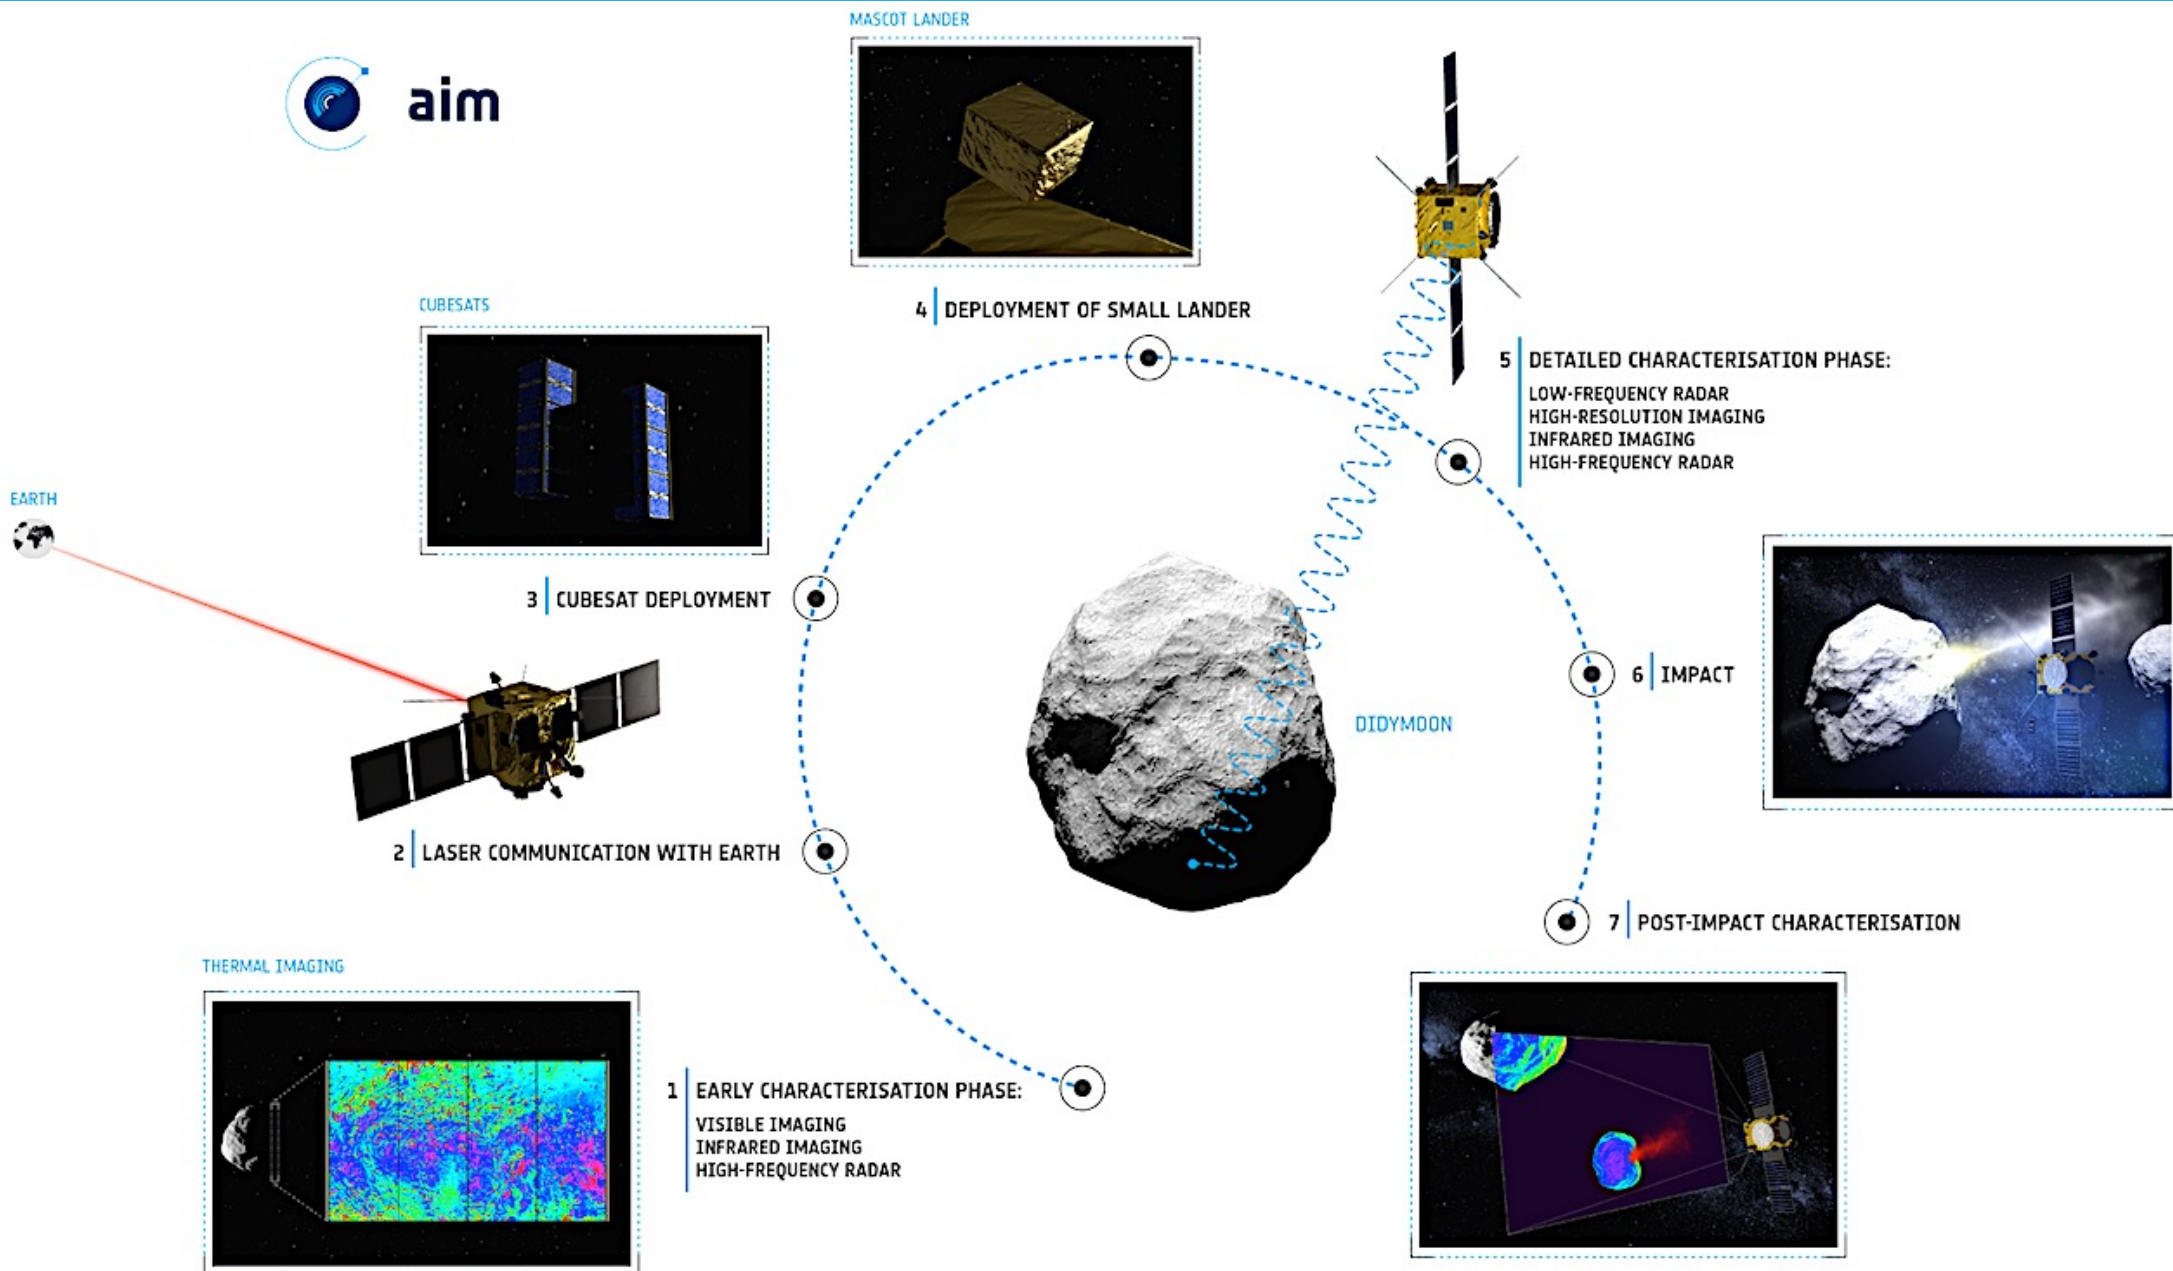 aim
MASCOT LANDER
4 DEPLOYMENT OF SMALL LANDER
CUBESATS
3 CUBESAT DEPLOYMENT
EARTH
2 LASER COMMUNICATION WITH EARTH
THERMAL IMAGING
1 EARLY CHARACTERISATION PHASE:
VISIBLE IMAGING
INFRARED IMAGING
HIGH-FREQUENCY RADAR
5 DETAILED CHARACTERISATION PHASE:
LOW-FREQUENCY RADAR
HIGH-RESOLUTION IMAGING
INFRARED IMAGING
HIGH-FREQUENCY RADAR
DIDYMOON
6 IMPACT
7 POST-IMPACT CHARACTERISATION